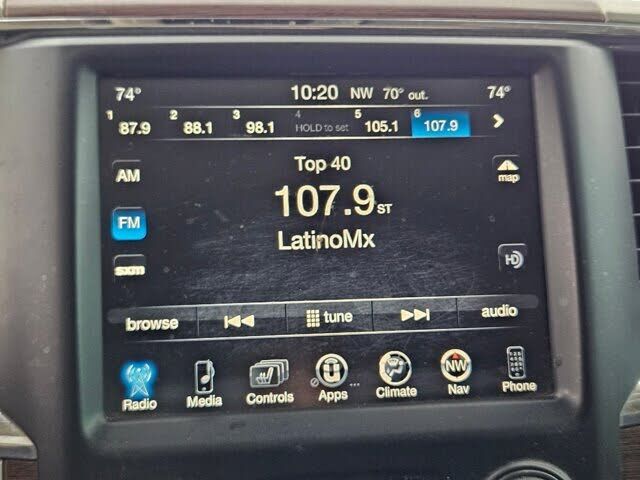 74° 10:20 NW 70° out. 74°
1 87.9 2 88.1 3 98.1 4 HOLD to set 5 105.1 6 107.9
Top 40
AM map
107.9 ST
FM
LatinoMx
sxm HD
browse tune audio
NW
Radio Media Controls Apps Climate Nav Phone